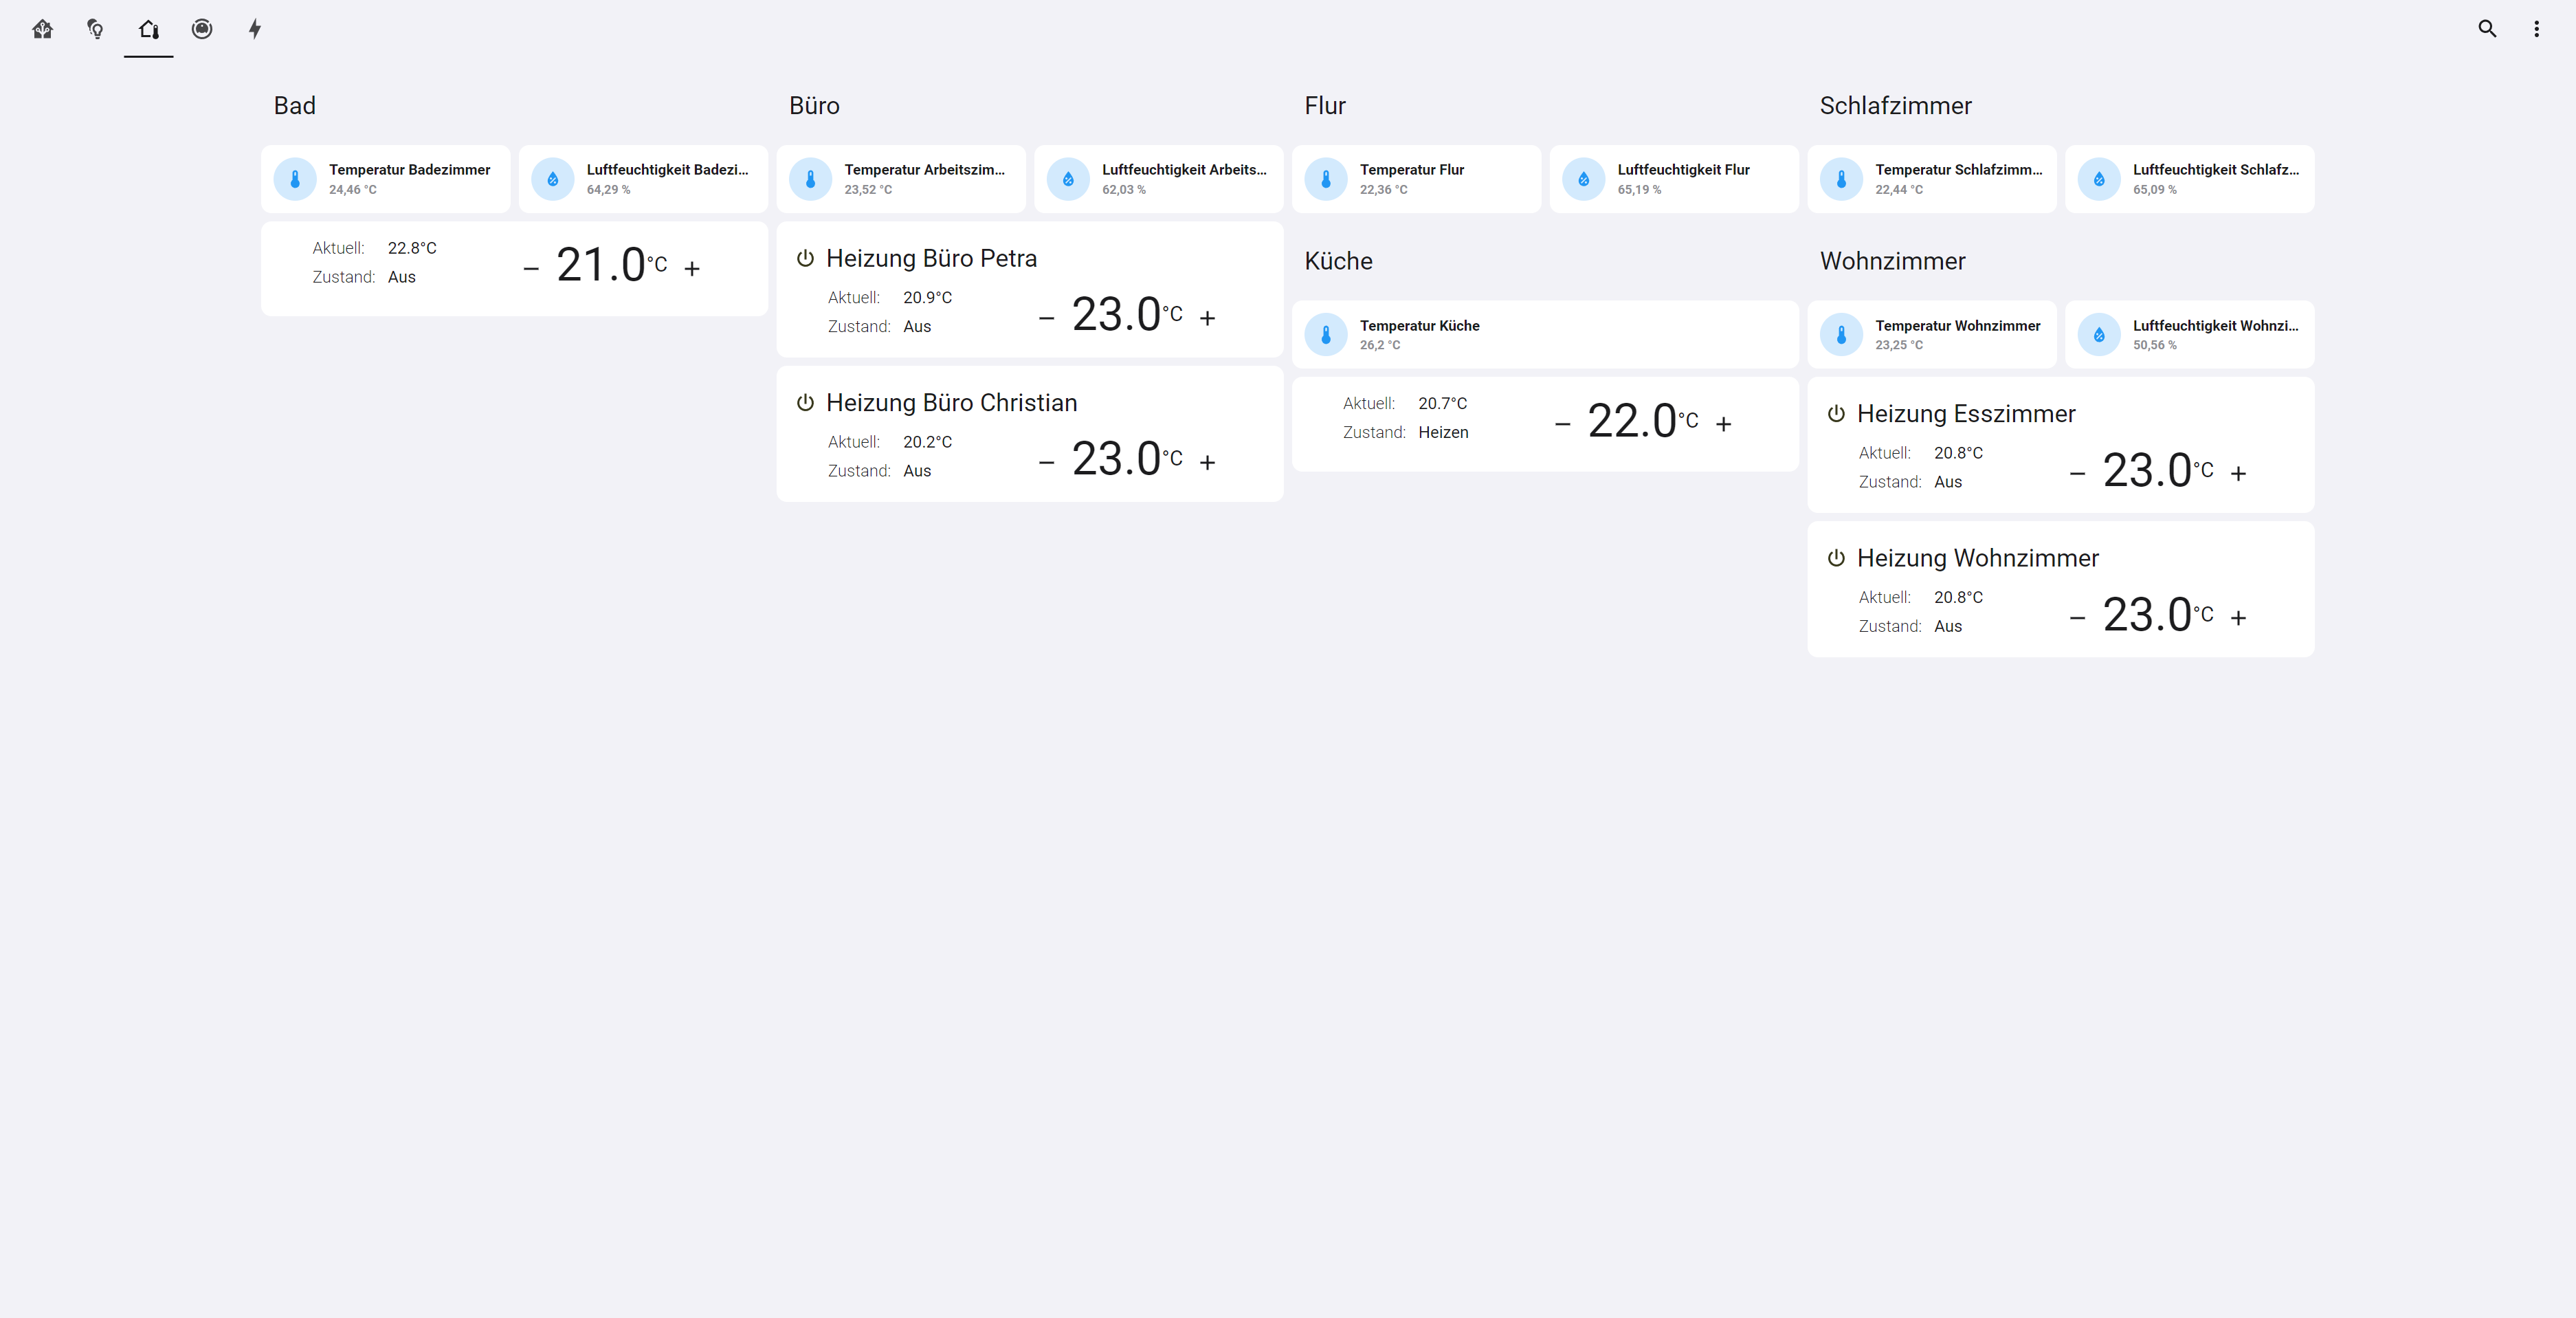 Bad
Temperatur Badezimmer
24,46 °C
Luftfeuchtigkeit Badezi...
64,29 %
Aktuell: 22.8°C
Zustand: Aus
– 21.0°C +
Büro
Temperatur Arbeitszim...
23,52 °C
Luftfeuchtigkeit Arbeits...
62,03 %
Heizung Büro Petra
Aktuell: 20.9°C
Zustand: Aus
– 23.0°C +
Heizung Büro Christian
Aktuell: 20.2°C
Zustand: Aus
– 23.0°C +
Flur
Temperatur Flur
22,36 °C
Luftfeuchtigkeit Flur
65,19 %
Küche
Temperatur Küche
26,2 °C
Aktuell: 20.7°C
Zustand: Heizen
– 22.0°C +
Schlafzimmer
Temperatur Schlafzimm...
22,44 °C
Luftfeuchtigkeit Schlafz...
65,09 %
Wohnzimmer
Temperatur Wohnzimmer
23,25 °C
Luftfeuchtigkeit Wohnzi...
50,56 %
Heizung Esszimmer
Aktuell: 20.8°C
Zustand: Aus
– 23.0°C +
Heizung Wohnzimmer
Aktuell: 20.8°C
Zustand: Aus
– 23.0°C +